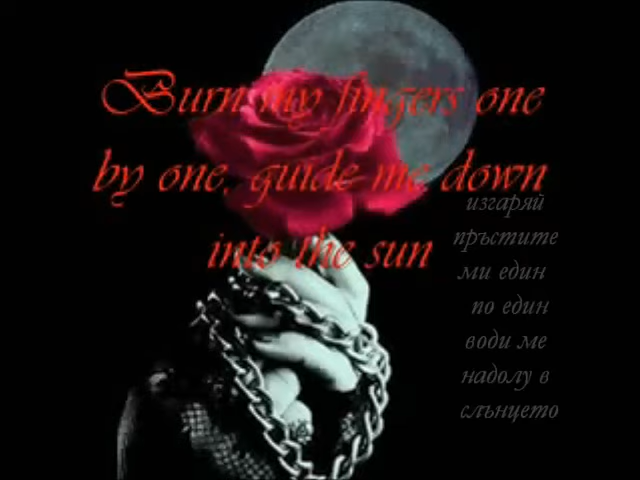 Burn my fingers one
by one, guide me down
into the sun
изгаряй
пръстите
ми един
по един
води ме
надолу в
слънцето